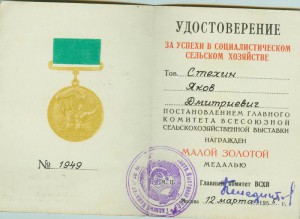 № 1949
УДОСТОВЕРЕНИЕ
ЗА УСПЕХИ В СОЦИАЛИСТИЧЕСКОМ
СЕЛЬСКОМ ХОЗЯЙСТВЕ
Тов. Стехин
Яков
Дмитриевич
ПОСТАНОВЛЕНИЕМ ГЛАВНОГО
КОМИТЕТА ВСЕСОЮЗНОЙ
СЕЛЬСКОХОЗЯЙСТВЕННОЙ ВЫСТАВКИ
НАГРАЖДЕН
МАЛОЙ ЗОЛОТОЙ
МЕДАЛЬЮ
Главный комитет ВСХВ
Москва 12 марта